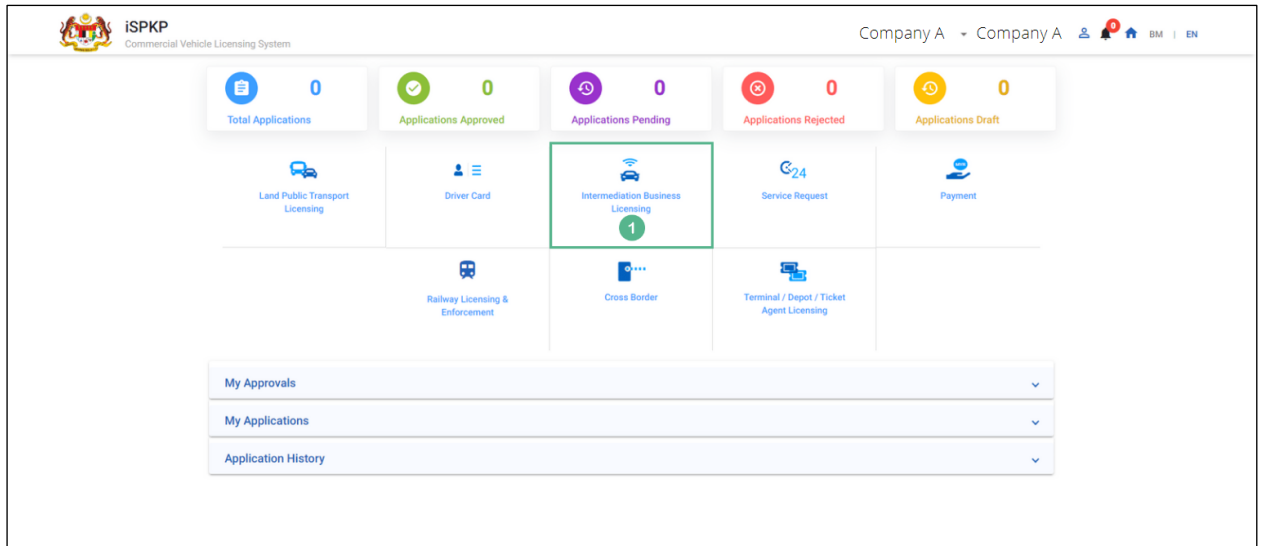 iSPKP
Commercial Vehicle Licensing System
Company A Company A 0 BM | EN
0 0 0 0 0
Total Applications Applications Approved Applications Pending Applications Rejected Applications Draft
24
Land Public Transport
Licensing
Driver Card
Intermediation Business
Licensing
1
Service Request
Payment
Railway Licensing &
Enforcement
Cross Border
Terminal / Depot / Ticket
Agent Licensing
My Approvals
My Applications
Application History